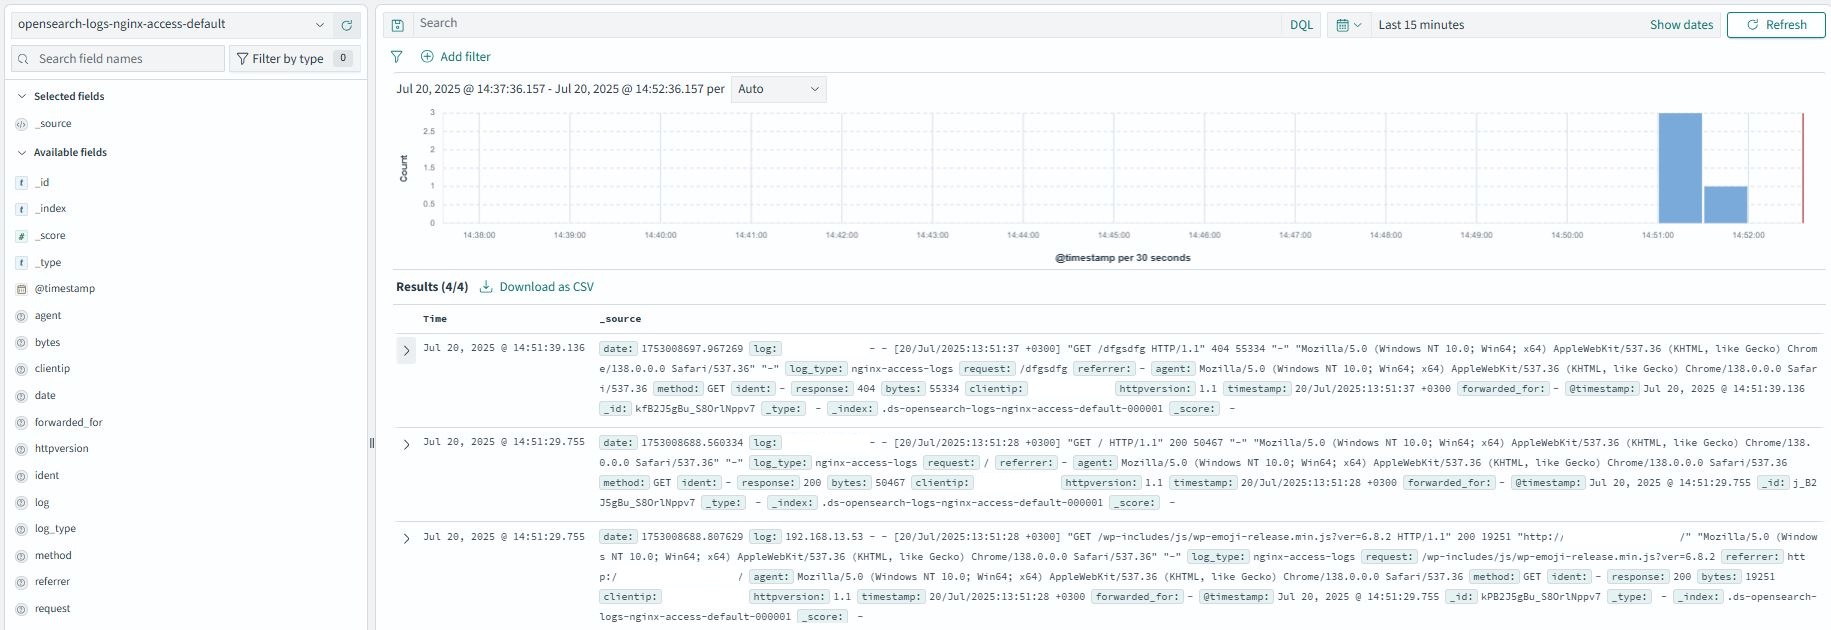 opensearch-logs-nginx-access-default
Search field names
Filter by type 0
Selected fields
_source
Available fields
_id
_index
_score
_type
@timestamp
agent
bytes
clientip
date
forwarded_for
httpversion
ident
log
log_type
method
referrer
request
Search
DQL
Last 15 minutes
Show dates
Refresh
Add filter
Jul 20, 2025 @ 14:37:36.157 - Jul 20, 2025 @ 14:52:36.157 per Auto
3
2.5
2
1.5
1
0.5
0
Count
14:38:00 14:39:00 14:40:00 14:41:00 14:42:00 14:43:00 14:44:00 14:45:00 14:46:00 14:47:00 14:48:00 14:49:00 14:50:00 14:51:00 14:52:00
@timestamp per 30 seconds
Results (4/4) Download as CSV
Time _source
Jul 20, 2025 @ 14:51:39.136 date: 1753008697.967269 log: - - [20/Jul/2025:13:51:37 +0300] "GET /dfgsdfg HTTP/1.1" 404 55334 "-" "Mozilla/5.0 (Windows NT 10.0; Win64; x64) AppleWebKit/537.36 (KHTML, like Gecko) Chrom
e/138.0.0.0 Safari/537.36" "-" log_type: nginx-access-logs request: /dfgsdfg referrer: - agent: Mozilla/5.0 (Windows NT 10.0; Win64; x64) AppleWebKit/537.36 (KHTML, like Gecko) Chrome/138.0.0.0 Safar
i/537.36 method: GET ident: - response: 404 bytes: 55334 clientip: httpversion: 1.1 timestamp: 20/Jul/2025:13:51:37 +0300 forwarded_for: - @timestamp: Jul 20, 2025 @ 14:51:39.136
_id: kfB2J5gBu_S8OrlNppv7 _type: - _index: .ds-opensearch-logs-nginx-access-default-000001 _score: -
Jul 20, 2025 @ 14:51:29.755 date: 1753008688.560334 log: - - [20/Jul/2025:13:51:28 +0300] "GET / HTTP/1.1" 200 50467 "-" "Mozilla/5.0 (Windows NT 10.0; Win64; x64) AppleWebKit/537.36 (KHTML, like Gecko) Chrome/138.
0.0.0 Safari/537.36" "-" log_type: nginx-access-logs request: / referrer: - agent: Mozilla/5.0 (Windows NT 10.0; Win64; x64) AppleWebKit/537.36 (KHTML, like Gecko) Chrome/138.0.0.0 Safari/537.36
method: GET ident: - response: 200 bytes: 50467 clientip: httpversion: 1.1 timestamp: 20/Jul/2025:13:51:28 +0300 forwarded_for: - @timestamp: Jul 20, 2025 @ 14:51:29.755 _id: j_B2
J5gBu_S8OrlNppv7 _type: - _index: .ds-opensearch-logs-nginx-access-default-000001 _score: -
Jul 20, 2025 @ 14:51:29.755 date: 1753008688.807629 log: 192.168.13.53 - - [20/Jul/2025:13:51:28 +0300] "GET /wp-includes/js/wp-emoji-release.min.js?ver=6.8.2 HTTP/1.1" 200 19251 "http:// /" "Mozilla/5.0 (Window
s NT 10.0; Win64; x64) AppleWebKit/537.36 (KHTML, like Gecko) Chrome/138.0.0.0 Safari/537.36" "-" log_type: nginx-access-logs request: /wp-includes/js/wp-emoji-release.min.js?ver=6.8.2 referrer: htt
p:/ / agent: Mozilla/5.0 (Windows NT 10.0; Win64; x64) AppleWebKit/537.36 (KHTML, like Gecko) Chrome/138.0.0.0 Safari/537.36 method: GET ident: - response: 200 bytes: 19251
clientip: httpversion: 1.1 timestamp: 20/Jul/2025:13:51:28 +0300 forwarded_for: - @timestamp: Jul 20, 2025 @ 14:51:29.755 _id: kPB2J5gBu_S8OrlNppv7 _type: - _index: .ds-opensearch-
logs-nginx-access-default-000001 _score: -